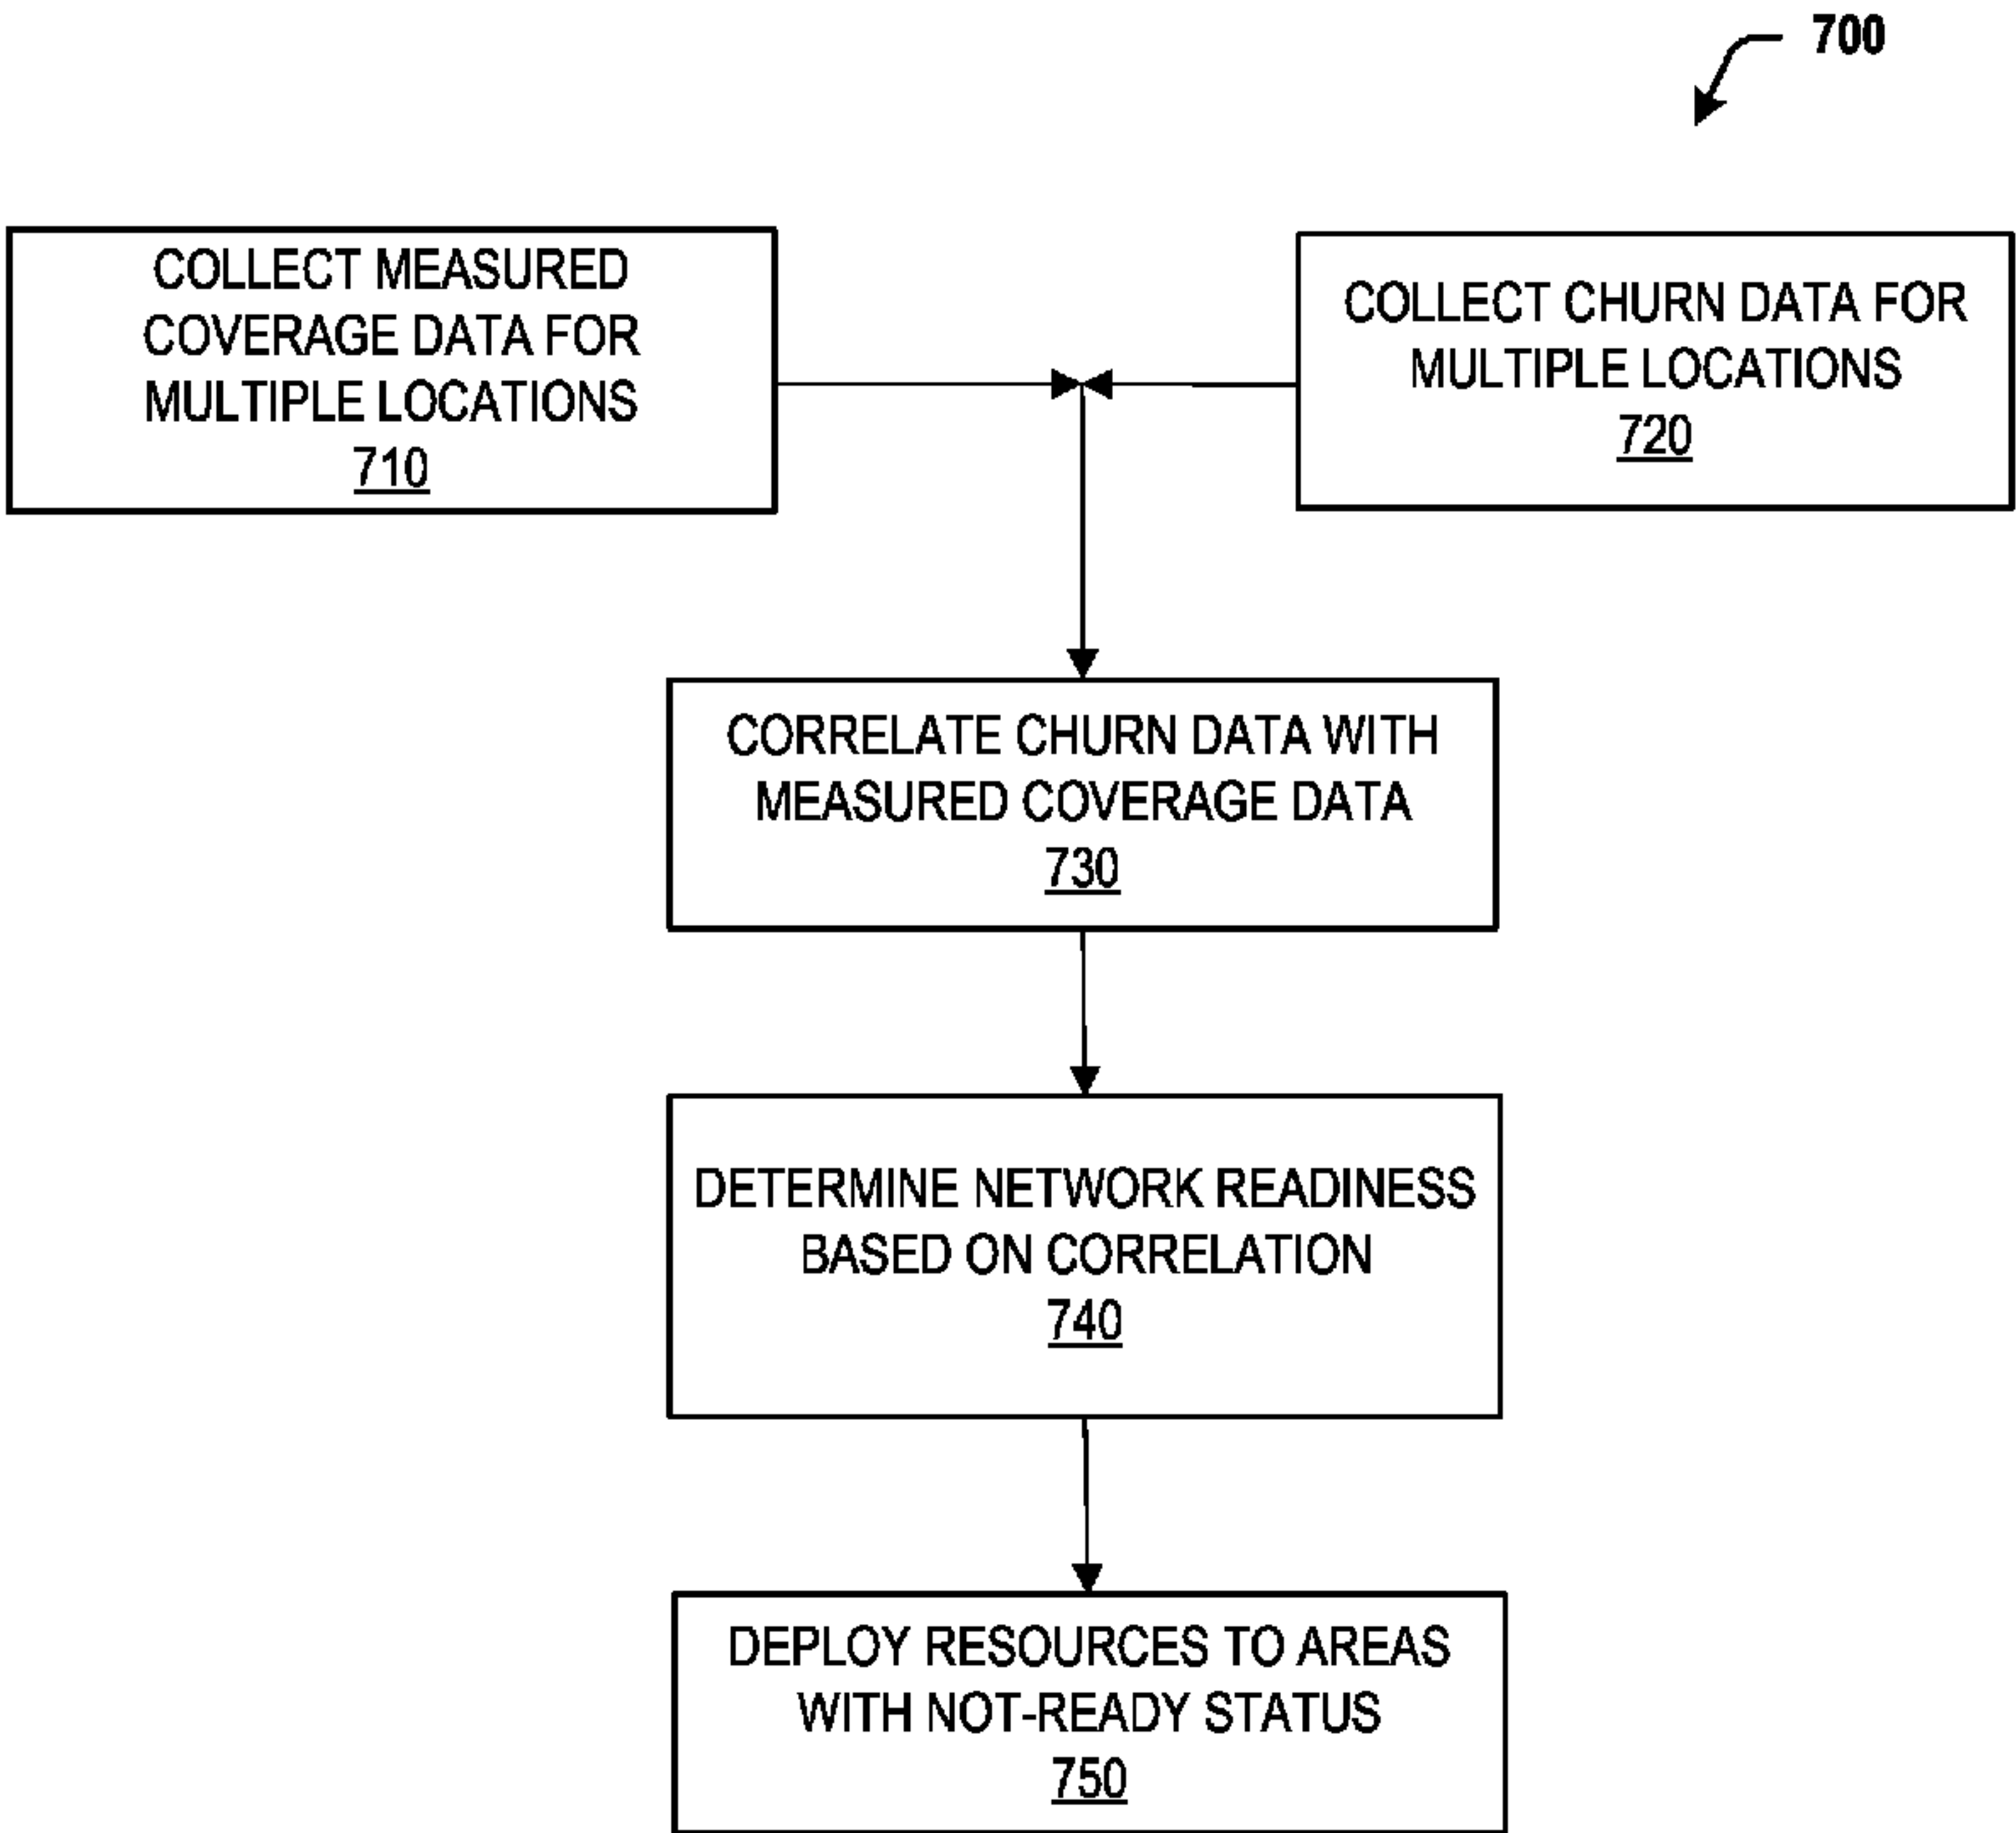 700
COLLECT MEASURED
COVERAGE DATA FOR
MULTIPLE LOCATIONS
710
COLLECT CHURN DATA FOR
MULTIPLE LOCATIONS
720
CORRELATE CHURN DATA WITH
MEASURED COVERAGE DATA
730
DETERMINE NETWORK READINESS
BASED ON CORRELATION
740
DEPLOY RESOURCES TO AREAS
WITH NOT-READY STATUS
750